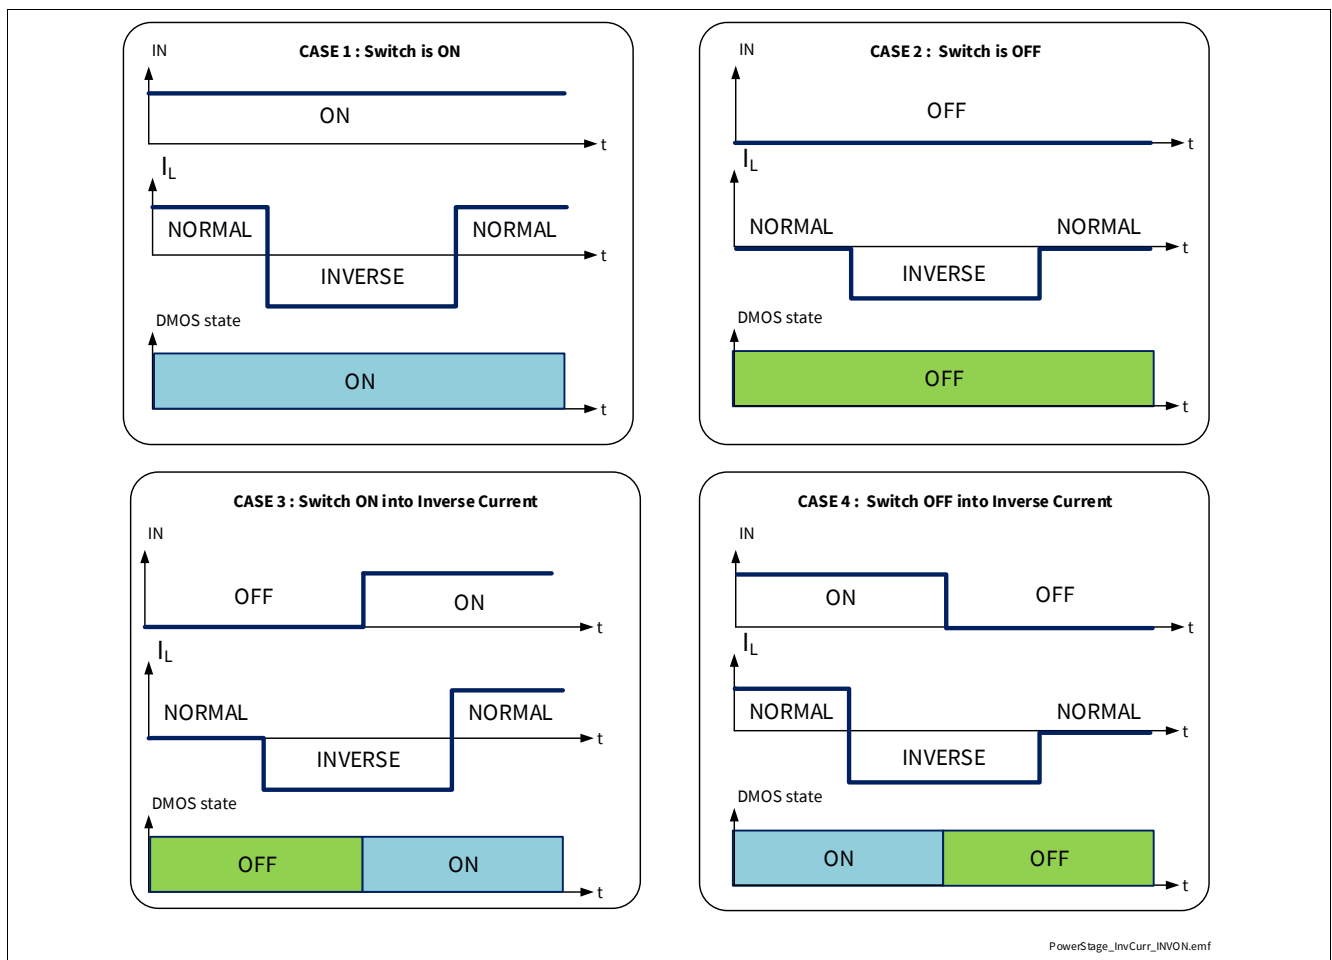 CASE 1 : Switch is ON
IN
ON
t
IL
NORMAL
NORMAL
t
INVERSE
DMOS state
ON
t
CASE 2 : Switch is OFF
IN
OFF
t
IL
NORMAL
NORMAL
t
INVERSE
DMOS state
OFF
t
CASE 3 : Switch ON into Inverse Current
IN
OFF
ON
t
IL
NORMAL
NORMAL
t
INVERSE
DMOS state
OFF
ON
t
CASE 4 : Switch OFF into Inverse Current
IN
ON
OFF
t
IL
NORMAL
NORMAL
t
INVERSE
DMOS state
ON
OFF
t
PowerStage_InvCurr_INVON.emf